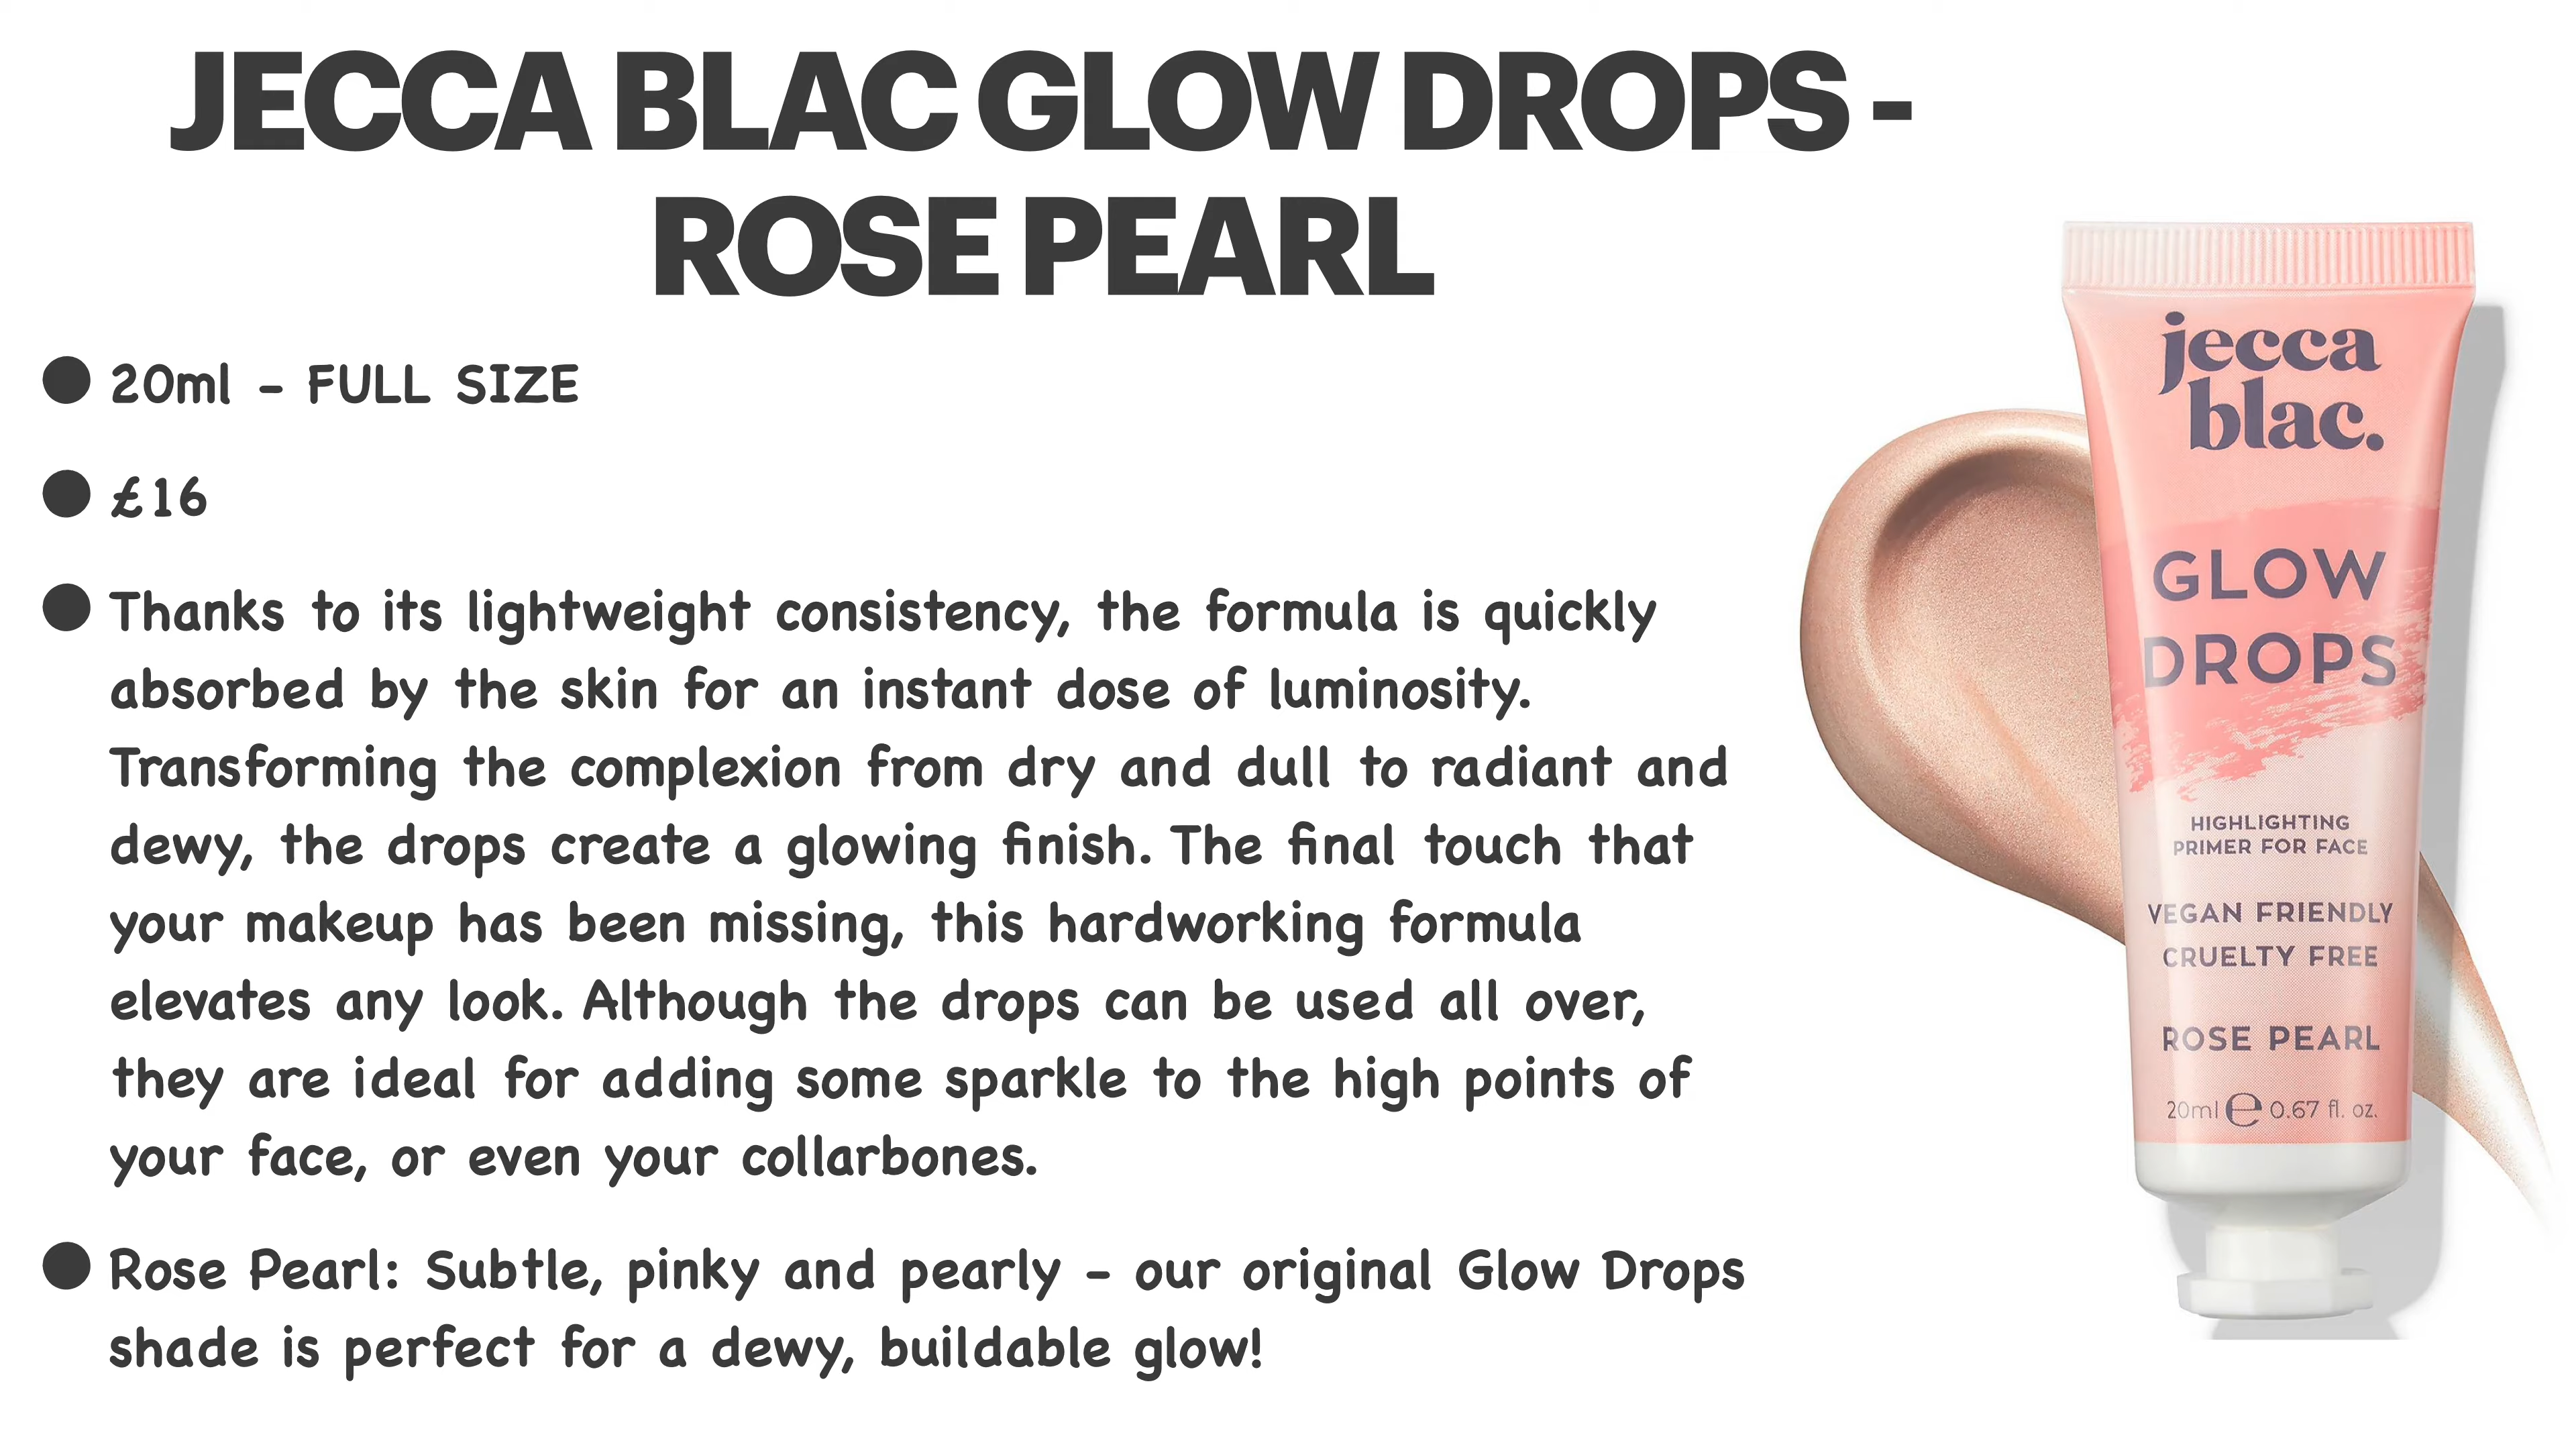 JECCA BLAC GLOW DROPS -
ROSE PEARL
● 20ml - FULL SIZE
● £16
● Thanks to its lightweight consistency, the formula is quickly
absorbed by the skin for an instant dose of luminosity.
Transforming the complexion from dry and dull to radiant and
dewy, the drops create a glowing finish. The final touch that
your makeup has been missing, this hardworking formula
elevates any look. Although the drops can be used all over,
they are ideal for adding some sparkle to the high points of
your face, or even your collarbones.
● Rose Pearl: Subtle, pinky and pearly - our original Glow Drops
shade is perfect for a dewy, buildable glow!
jecca
blac.
GLOW
DROPS
HIGHLIGHTING
PRIMER FOR FACE
VEGAN FRIENDLY
CRUELTY FREE
ROSE PEARL
20ml ℮ 0.67 fl. oz.